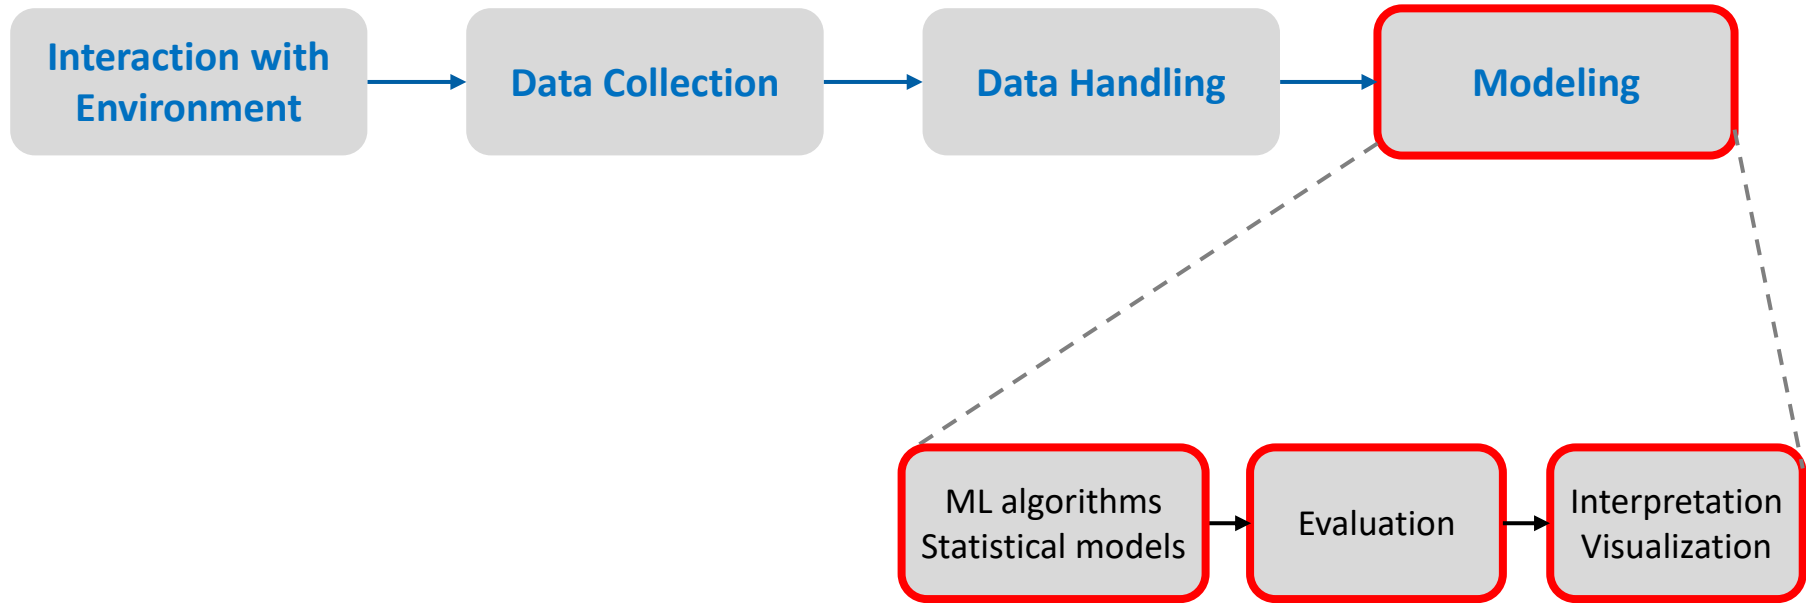 Interaction with
Environment
Data Collection
Data Handling
Modeling
ML algorithms
Statistical models
Evaluation
Interpretation
Visualization